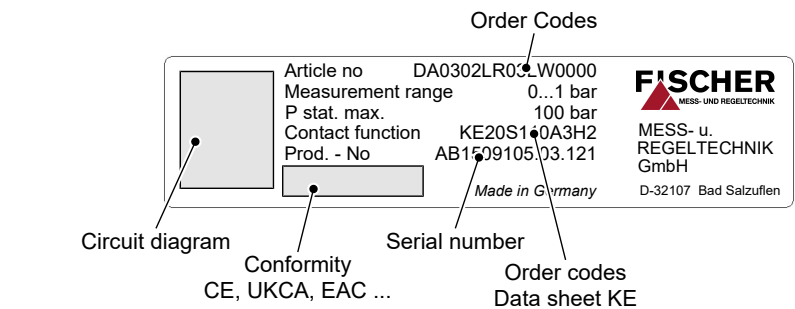 Order Codes
Article no DA0302LR03LW0000
Measurement range 0...1 bar
P stat. max. 100 bar
Contact function
Prod. - No AB1509105.03.121
Made in Germany
FISCHER
MESS- UND REGELTECHNIK
MESS- u.
REGELTECHNIK
GmbH
D-32107 Bad Salzuflen
Circuit diagram
Conformity
CE, UKCA, EAC ...
Serial number
Order codes
Data sheet KE